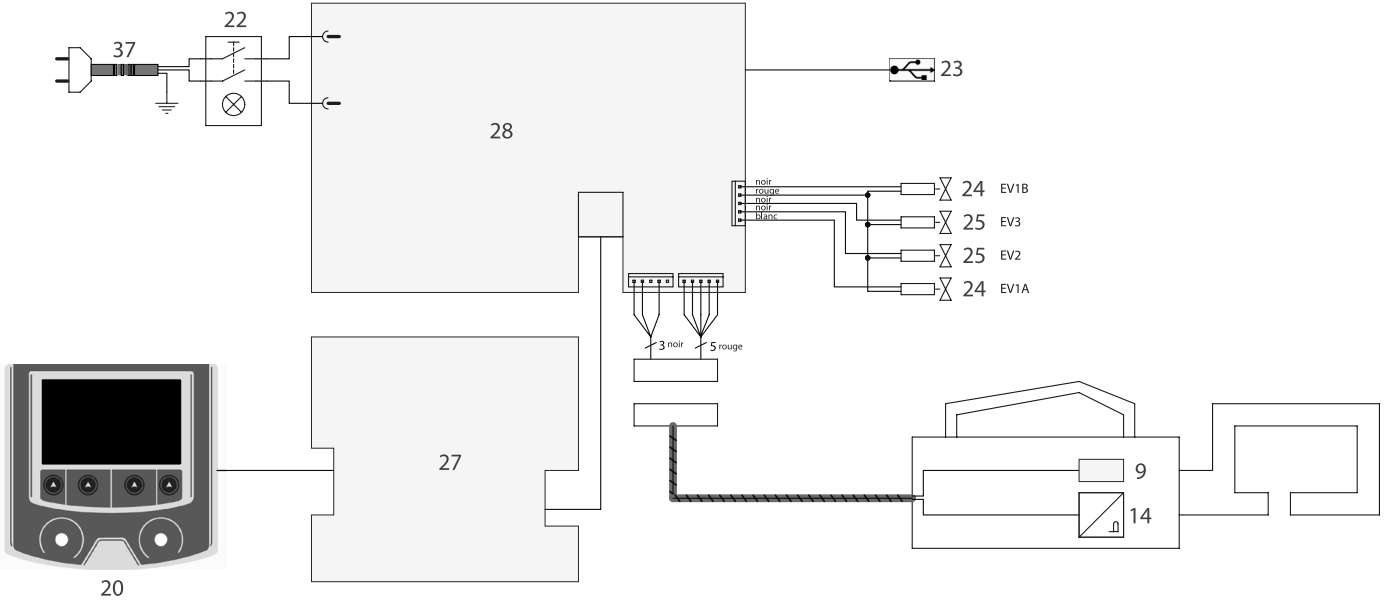 22
37
23
28
noir
rouge
noir
noir
blanc
24 EV1B
25 EV3
25 EV2
24 EV1A
3 noir
5 rouge
27
9
14
20